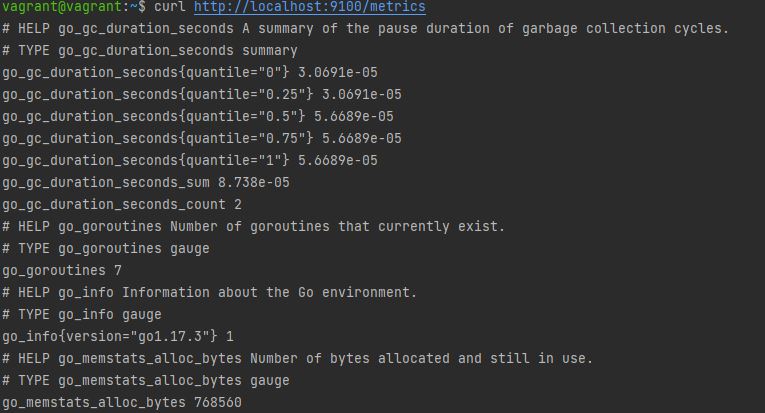 vagrant@vagrant:~$ curl http://localhost:9100/metrics
# HELP go_gc_duration_seconds A summary of the pause duration of garbage collection cycles.
# TYPE go_gc_duration_seconds summary
go_gc_duration_seconds{quantile="0"} 3.0691e-05
go_gc_duration_seconds{quantile="0.25"} 3.0691e-05
go_gc_duration_seconds{quantile="0.5"} 5.6689e-05
go_gc_duration_seconds{quantile="0.75"} 5.6689e-05
go_gc_duration_seconds{quantile="1"} 5.6689e-05
go_gc_duration_seconds_sum 8.738e-05
go_gc_duration_seconds_count 2
# HELP go_goroutines Number of goroutines that currently exist.
# TYPE go_goroutines gauge
go_goroutines 7
# HELP go_info Information about the Go environment.
# TYPE go_info gauge
go_info{version="go1.17.3"} 1
# HELP go_memstats_alloc_bytes Number of bytes allocated and still in use.
# TYPE go_memstats_alloc_bytes gauge
go_memstats_alloc_bytes 768560